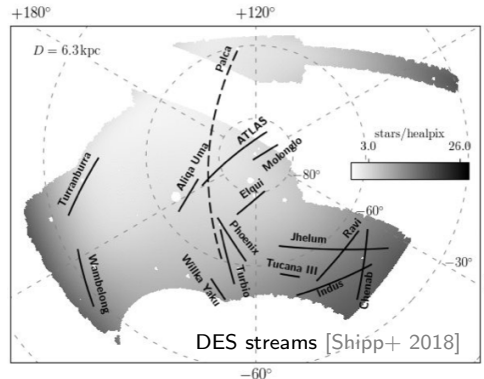 +180°
+120°
D = 6.3 kpc
Palca
stars/healpix
3.0
26.0
ATLAS
Molonglo
Aliqa Uma
Turranburra
−80°
Elqui
−60°
Phoenix
Ravi
Jhelum
−30°
Wambelong
Willka Yaku
Turbio
Tucana III
Indus
Chenab
DES streams [Shipp+ 2018]
−60°